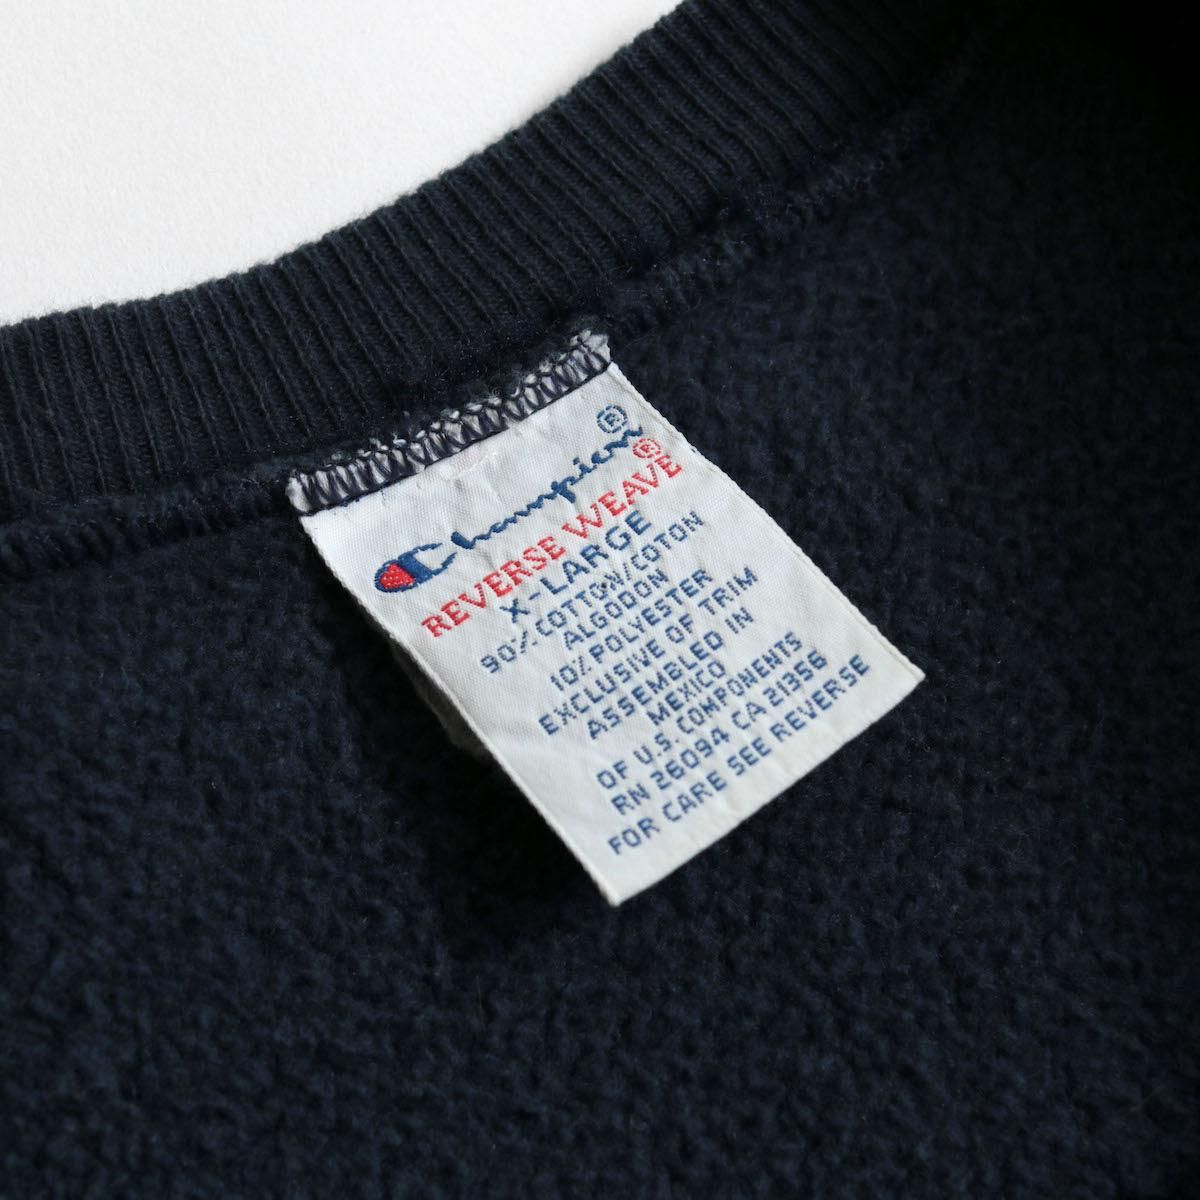 Champion®
REVERSE WEAVE®
X-LARGE
90% COTTON/COTON
ALGODON
10% POLYESTER
EXCLUSIVE OF TRIM
ASSEMBLED IN
MEXICO
OF U.S. COMPONENTS
RN 26094 CA 21356
FOR CARE SEE REVERSE